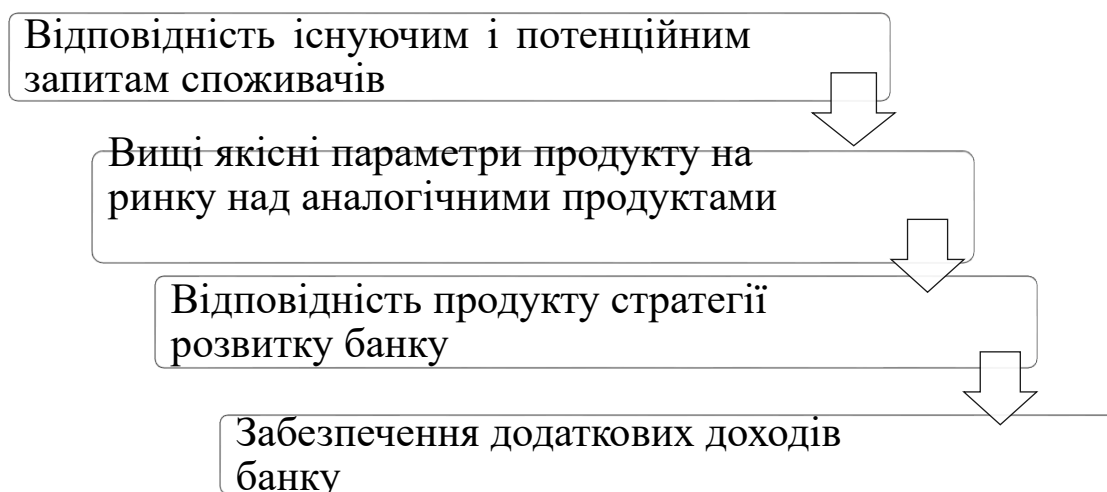 Відповідність існуючим і потенційним
запитам споживачів
Вищі якісні параметри продукту на
ринку над аналогічними продуктами
Відповідність продукту стратегії
розвитку банку
Забезпечення додаткових доходів
банку